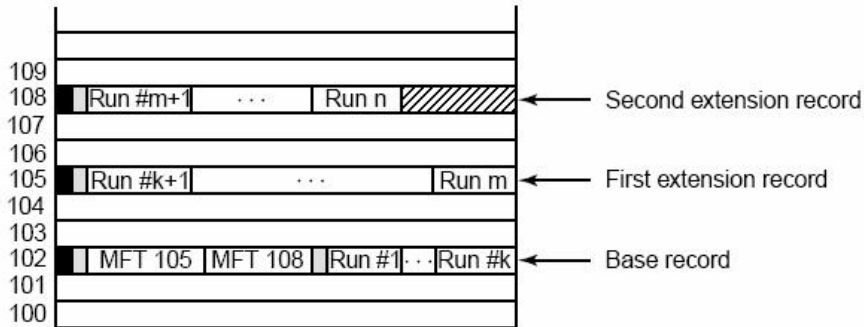 109
108 Run #m+1 ··· Run n Second extension record
107
106
105 Run #k+1 ··· Run m First extension record
104
103
102 MFT 105 MFT 108 Run #1 ··· Run #k Base record
101
100